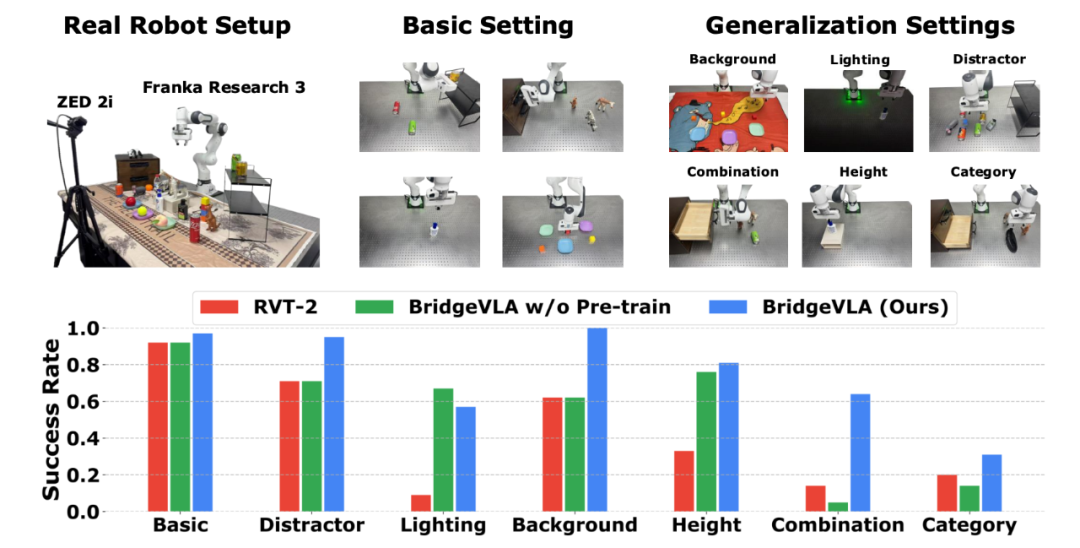 Real Robot Setup
Basic Setting
Generalization Settings
ZED 2i
Franka Research 3
Background
Lighting
Distractor
Combination
Height
Category
RVT-2
BridgeVLA w/o Pre-train
BridgeVLA (Ours)
Success Rate
1.0
0.8
0.6
0.4
0.2
0.0
Basic
Distractor
Lighting
Background
Height
Combination
Category